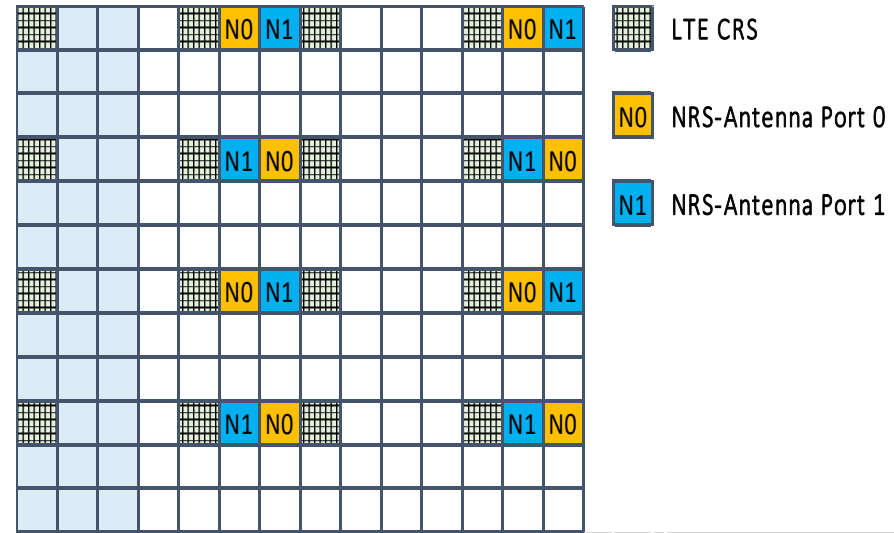 N0 N1 N0 N1 LTE CRS
N0 NRS-Antenna Port 0
N1 N0 N1 N0
N1 NRS-Antenna Port 1
N0 N1 N0 N1
N1 N0 N1 N0